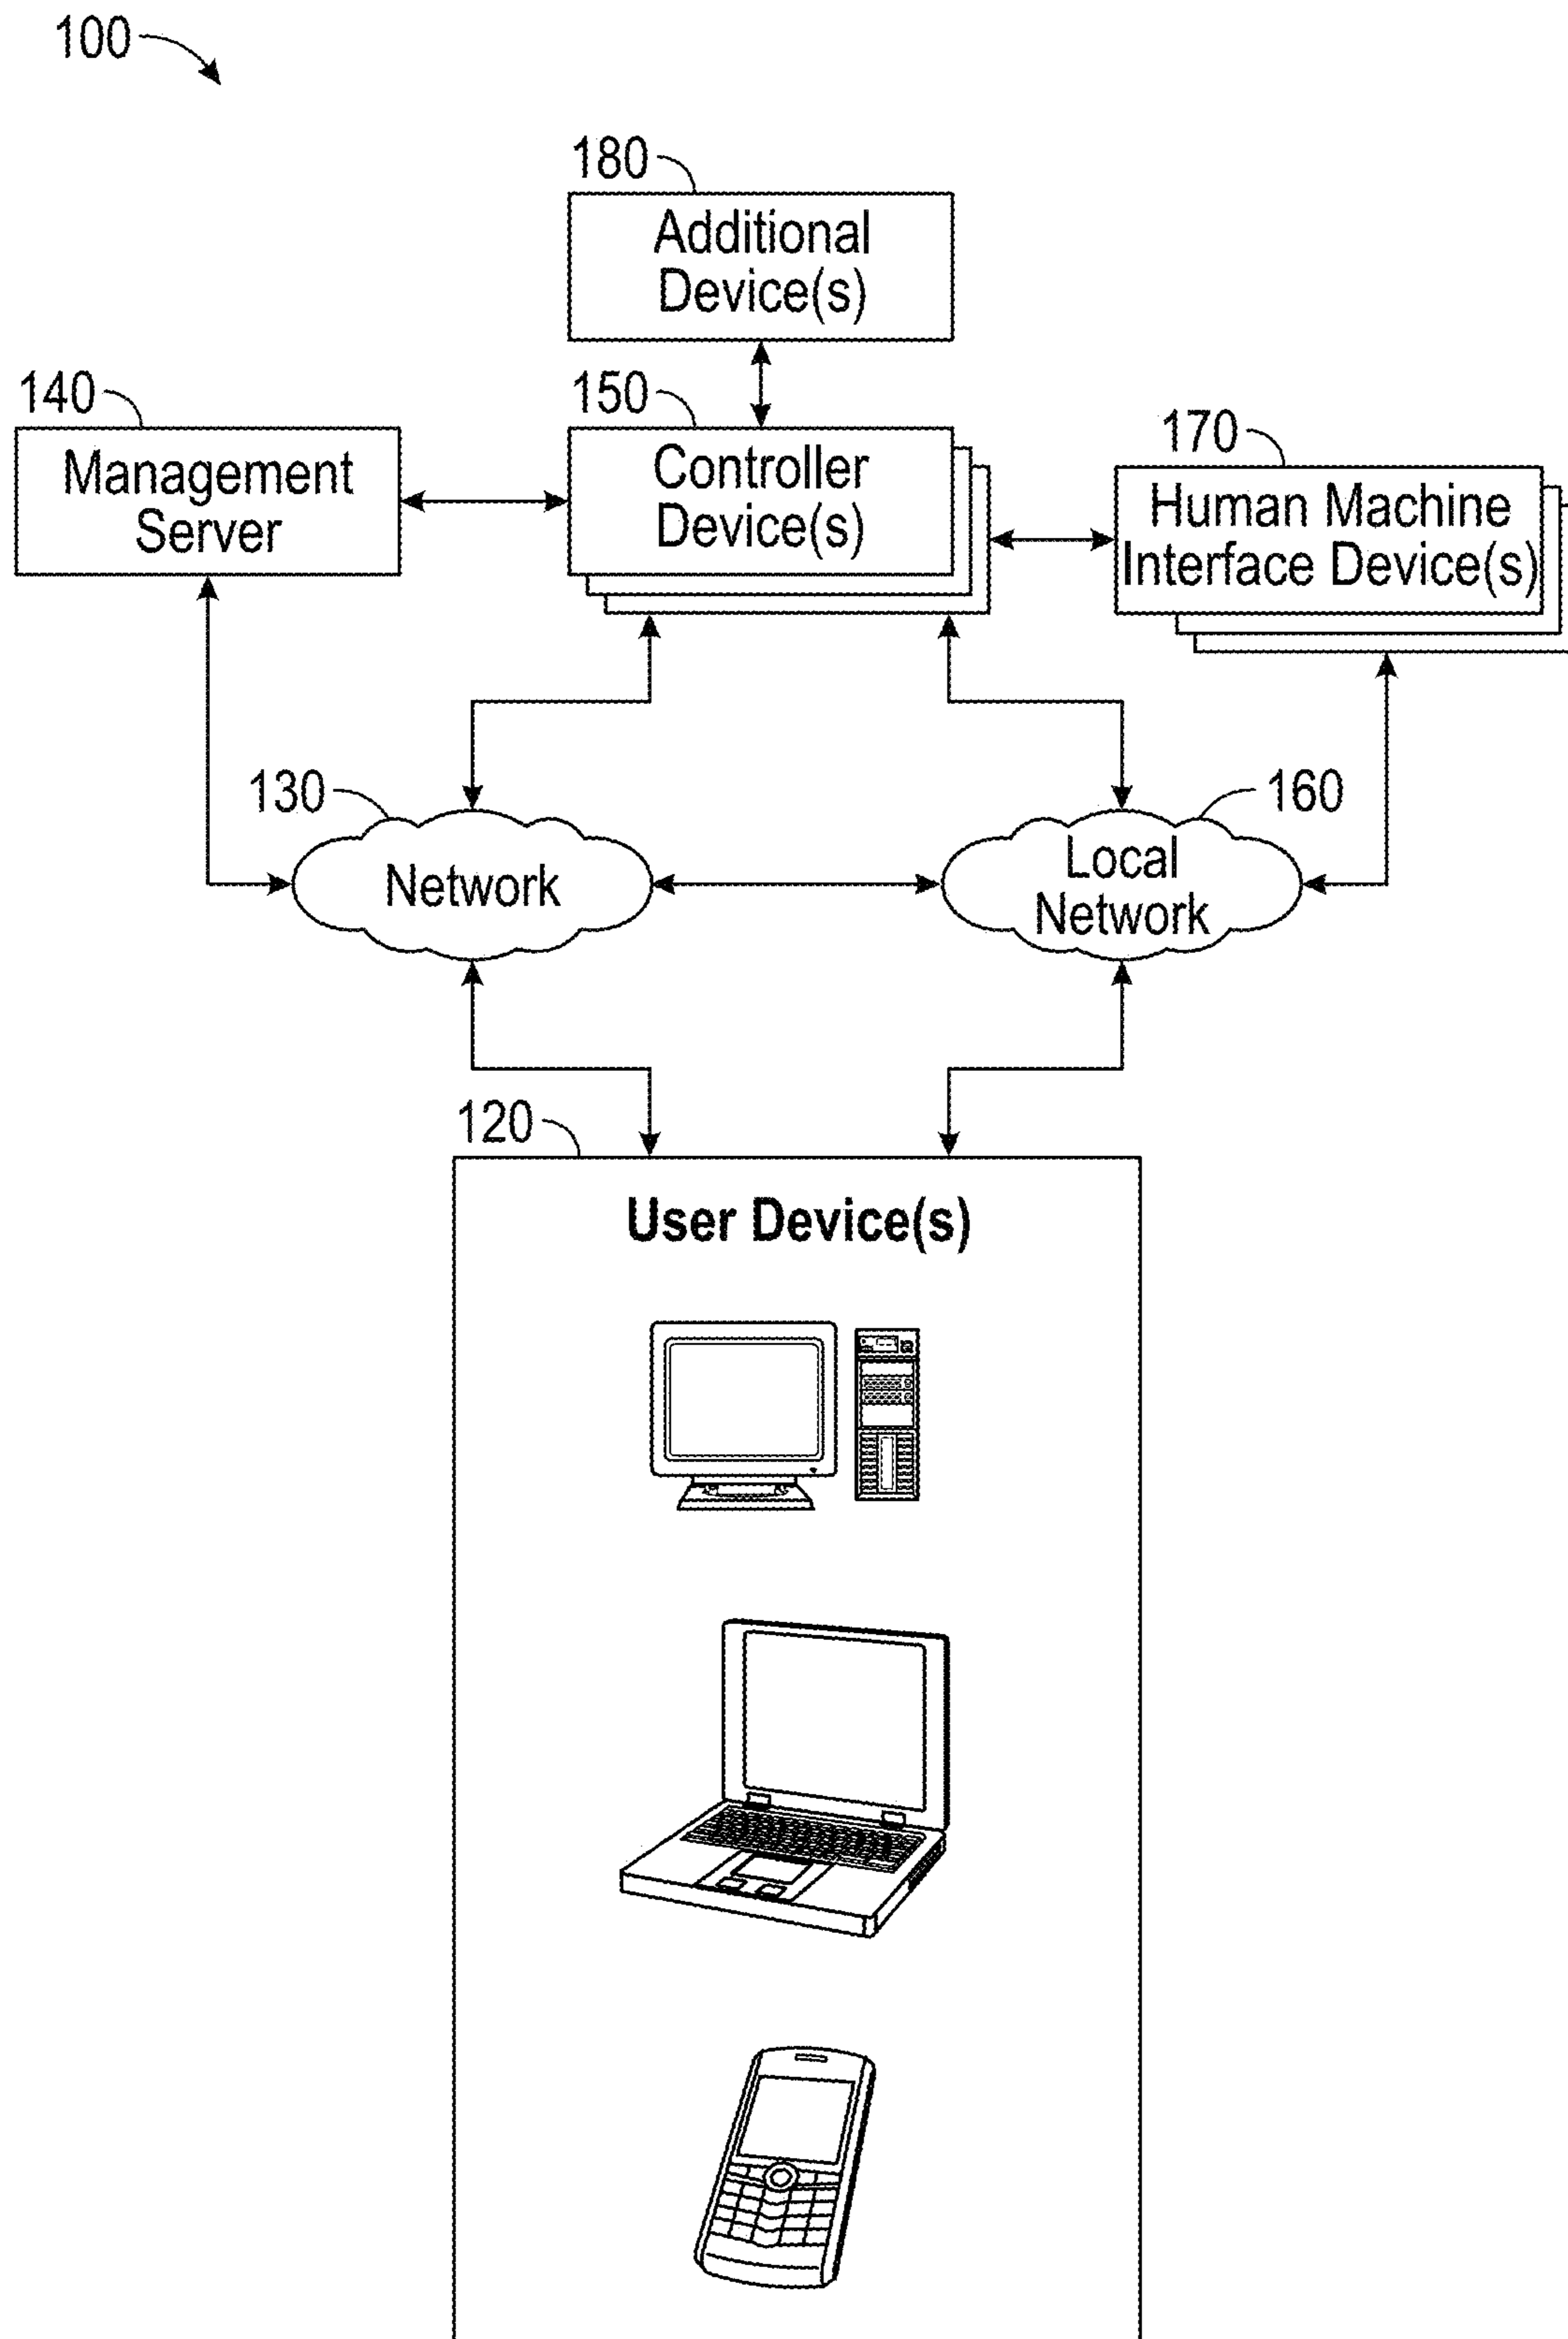 100
180
Additional
Device(s)
140
Management
Server
150
Controller
Device(s)
170
Human Machine
Interface Device(s)
130
Network
160
Local
Network
120
User Device(s)